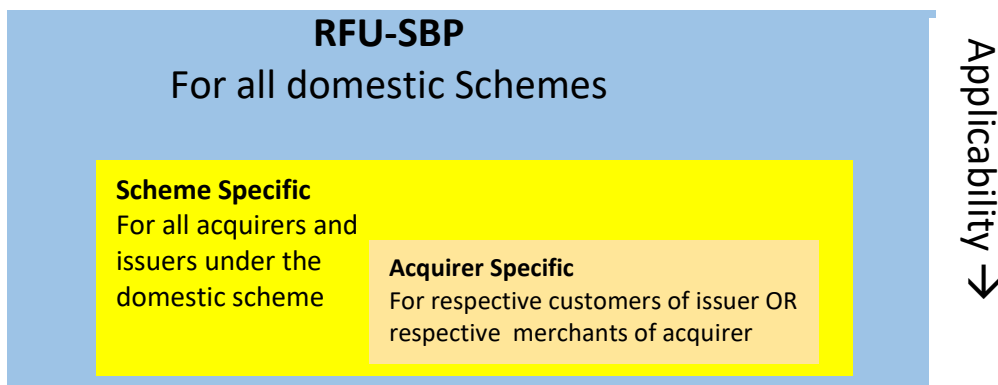 RFU-SBP
For all domestic Schemes
Scheme Specific
For all acquirers and
issuers under the
domestic scheme
Acquirer Specific
For respective customers of issuer OR
respective  merchants of acquirer
Applicability →